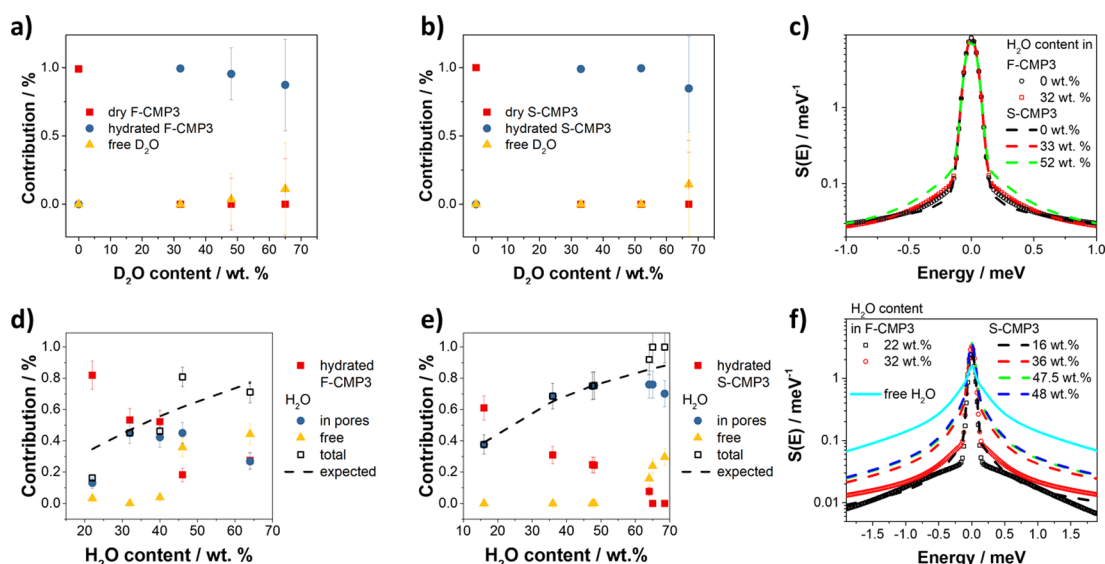 a)
Contribution / %
1.0
0.5
0.0
dry F-CMP3
hydrated F-CMP3
free D₂O
0 10 20 30 40 50 60 70
D₂O content / wt. %
b)
Contribution / %
1.0
0.5
0.0
dry S-CMP3
hydrated S-CMP3
free D₂O
0 10 20 30 40 50 60 70
D₂O content / wt.%
c)
S(E) / meV⁻¹
1
0.1
H₂O content in
F-CMP3
0 wt.%
32 wt. %
S-CMP3
0 wt.%
33 wt. %
52 wt. %
-1.0 -0.5 0.0 0.5 1.0
Energy / meV
d)
Contribution / %
1.0
0.8
0.6
0.4
0.2
0.0
20 30 40 50 60 70
H₂O content / wt. %
hydrated
F-CMP3
H₂O
in pores
free
total
expected
e)
Contribution / %
1.0
0.8
0.6
0.4
0.2
0.0
10 20 30 40 50 60 70
H₂O content / wt. %
hydrated
S-CMP3
H₂O
in pores
free
total
expected
f)
S(E) / meV⁻¹
1
0.1
0.01
H₂O content
in F-CMP3
22 wt.%
32 wt.%
free H₂O
S-CMP3
16 wt.%
36 wt.%
47.5 wt.%
48 wt.%
-1.5 -1.0 -0.5 0.0 0.5 1.0 1.5
Energy / meV